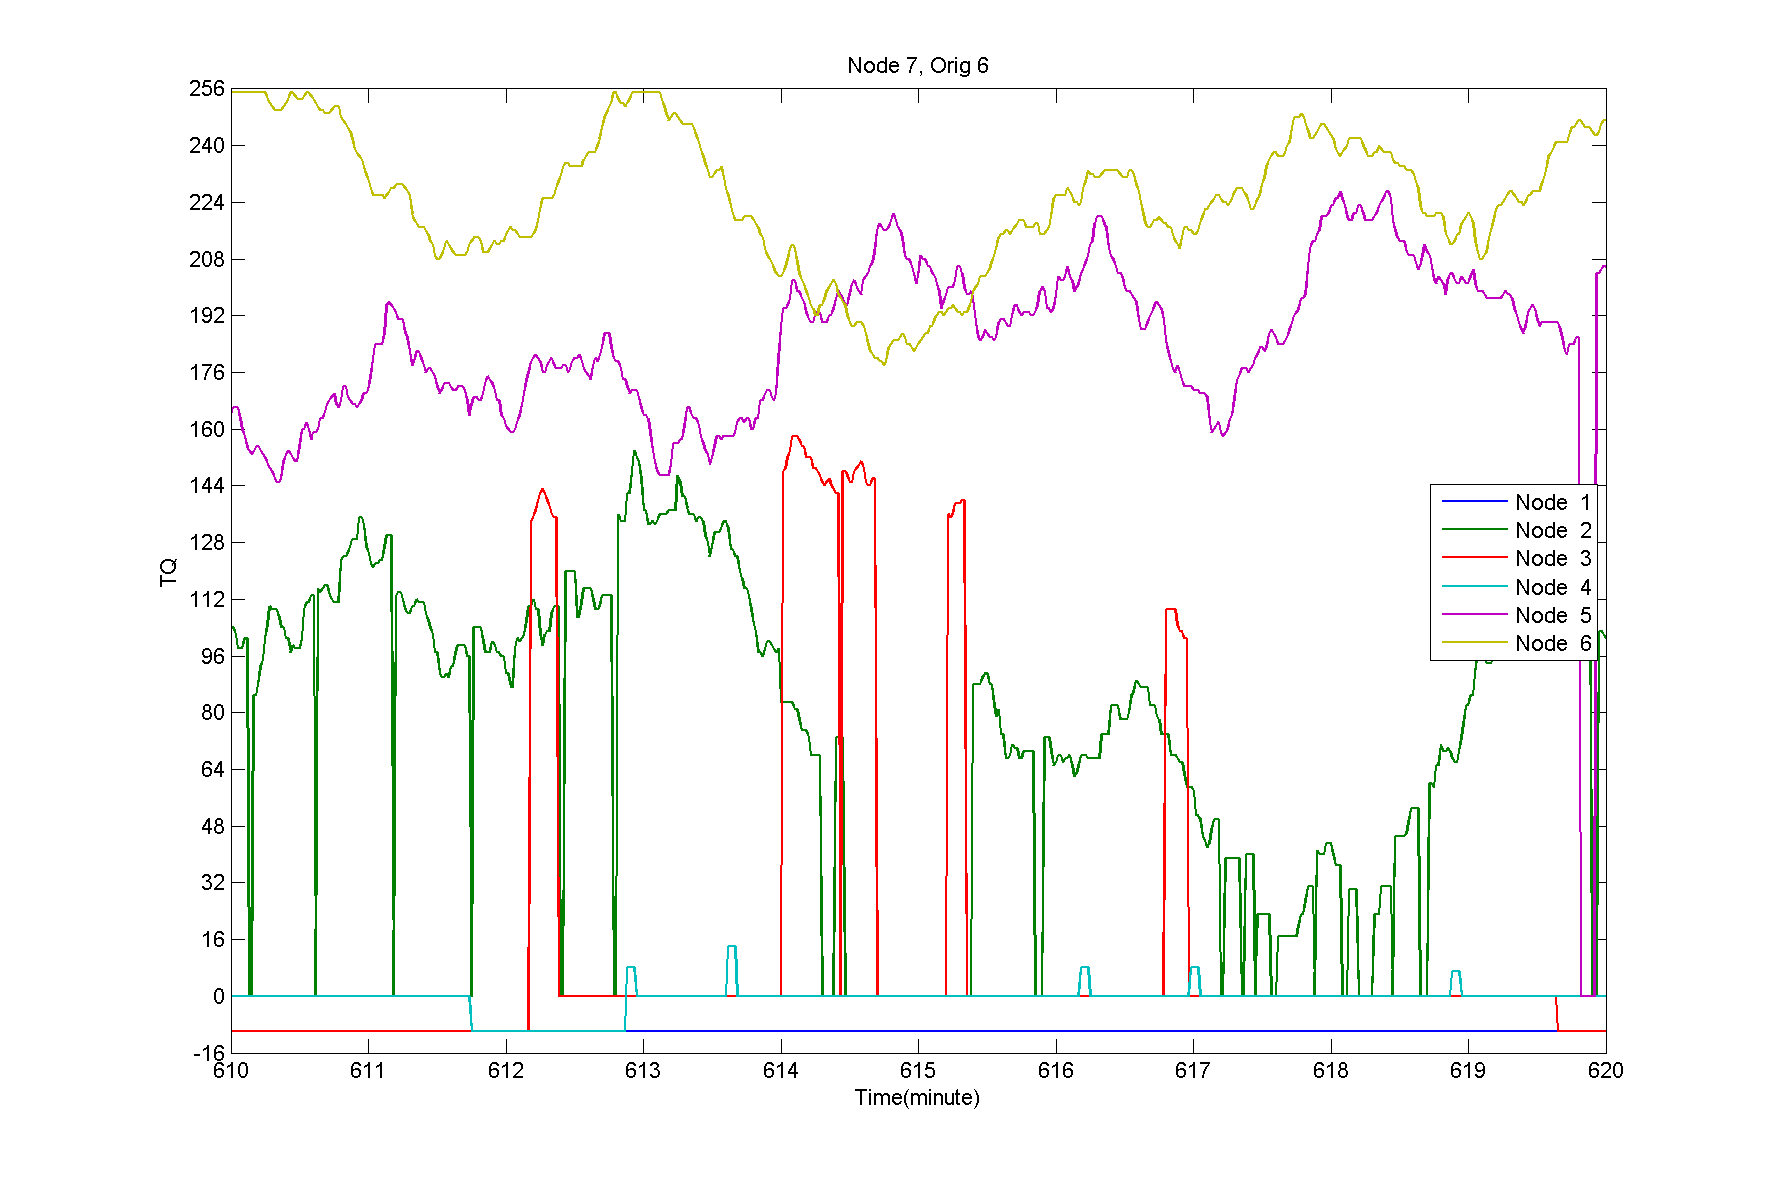 Node 7, Orig 6
256
240
224
208
192
176
160
144
128
112
96
80
64
48
32
16
0
-16
TQ
Node 1
Node 2
Node 3
Node 4
Node 5
Node 6
610 611 612 613 614 615 616 617 618 619 620
Time(minute)